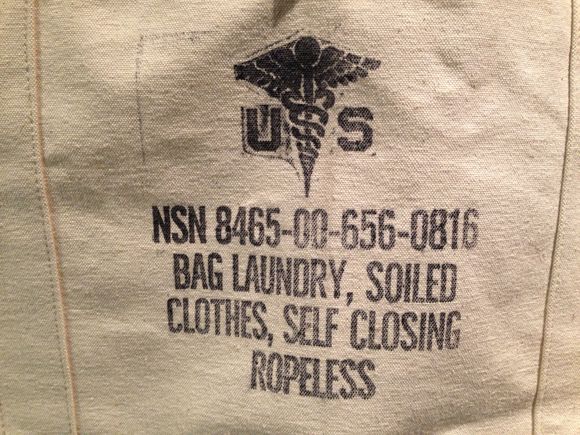 US
NSN 8465-00-656-0816
BAG LAUNDRY, SOILED
CLOTHES, SELF CLOSING
ROPELESS